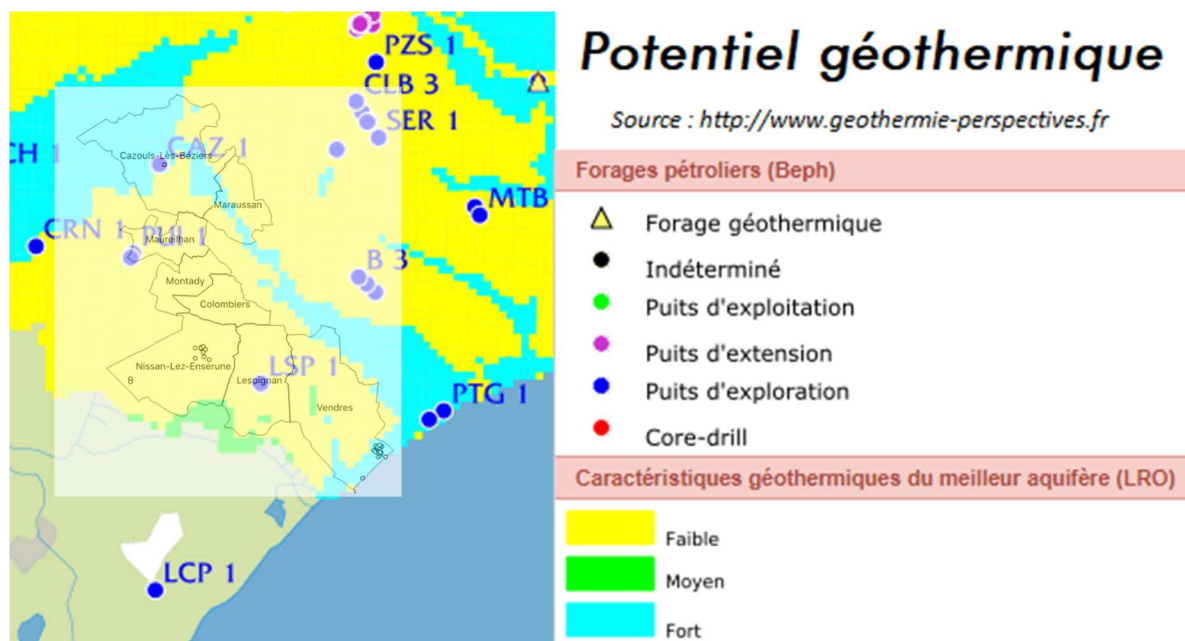 PZS 1
CLB 3
SER 1
CH 1
CAZ 1
Cazouls-Lès-Béziers
Maraussan
MTB
CRN 1
PUI 1
Maureilhan
B 3
Montady
Colombiers
Nissan-Lez-Enserune
LSP 1
Lespignan
B
Vendres
PTG 1
LCP 1
Potentiel géothermique
Source : http://www.geothermie-perspectives.fr
Forages pétroliers (Beph)
Forage géothermique
Indéterminé
Puits d'exploitation
Puits d'extension
Puits d'exploration
Core-drill
Caractéristiques géothermiques du meilleur aquifère (LRO)
Faible
Moyen
Fort